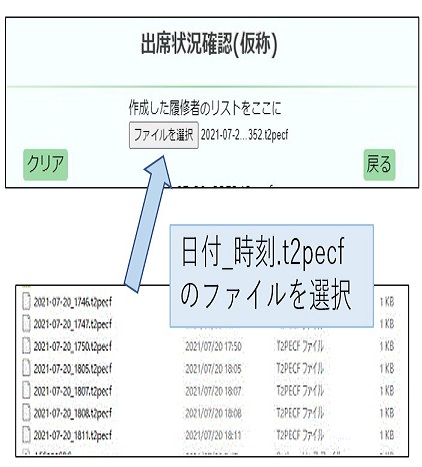 出席状況確認(仮称)
作成した履修者のリストをここに
ファイルを選択 2021-07-2...352.t2pecf
クリア
戻る
日付_時刻.t2pecf
のファイルを選択
2021-07-20_1746.t2pecf 1 KB
2021-07-20_1747.t2pecf 1 KB
2021-07-20_1750.t2pecf 2021/07/20 17:50 T2PECF ファイル 1 KB
2021-07-20_1805.t2pecf 2021/07/20 18:05 T2PECF ファイル 1 KB
2021-07-20_1807.t2pecf 2021/07/20 18:07 T2PECF ファイル 1 KB
2021-07-20_1808.t2pecf 2021/07/20 18:08 T2PECF ファイル 1 KB
2021-07-20_1811.t2pecf 2021/07/20 18:11 T2PECF ファイル 1 KB